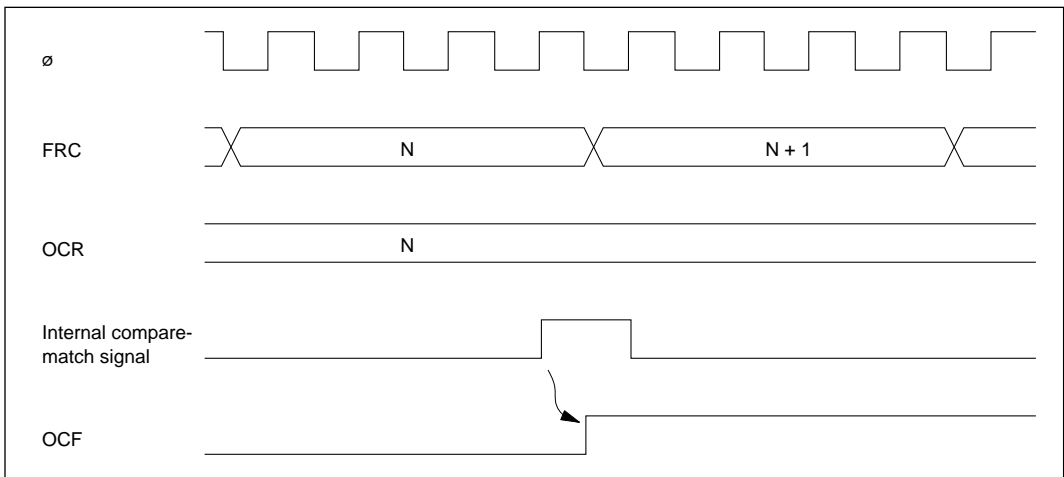 ø
FRC
N
N + 1
OCR
N
Internal compare-
match signal
OCF